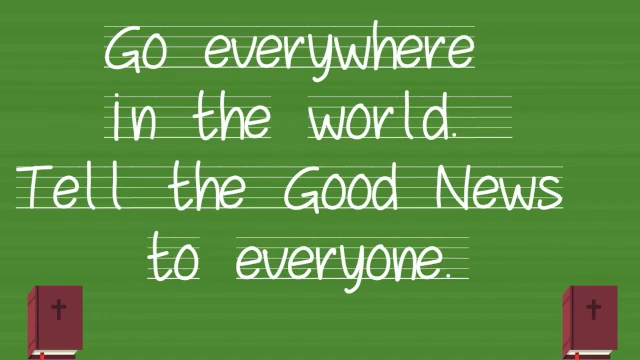 Go everywhere
in the world.
Tell the Good News
to everyone.